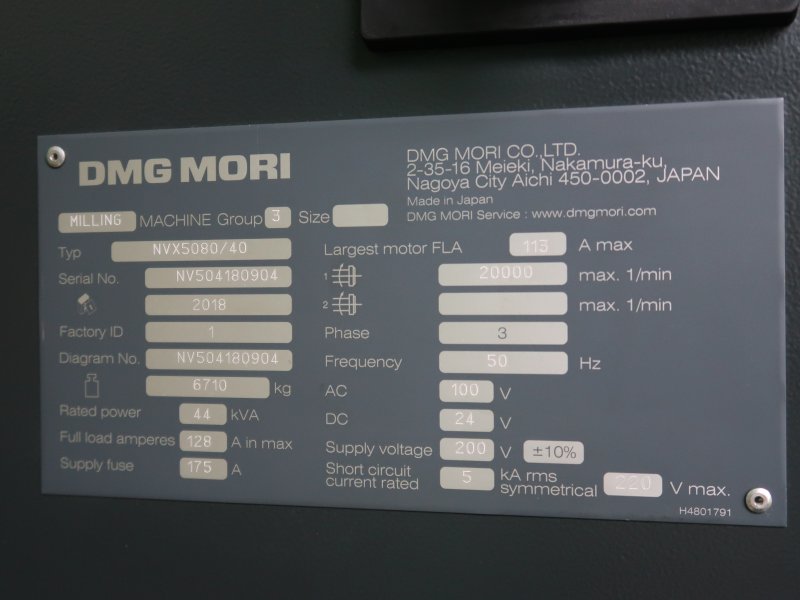 DMG MORI
DMG MORI CO., LTD.
2-35-16 Meieki, Nakamura-ku,
Nagoya City Aichi 450-0002, JAPAN
Made in Japan
DMG MORI Service : www.dmgmori.com
MILLING MACHINE Group 3 Size
Typ NVX5080/40
Serial No. NV504180904
2018
Factory ID 1
Diagram No. NV504180904
6710 kg
Rated power 44 kVA
Full load amperes 128 A in max
Supply fuse 175 A
Largest motor FLA 113 A max
1 20000 max. 1/min
2 max. 1/min
Phase 3
Frequency 50 Hz
AC 100 V
DC 24 V
Supply voltage 200 V ±10%
Short circuit
current rated 5 kA rms
symmetrical 220 V max.
H4801791